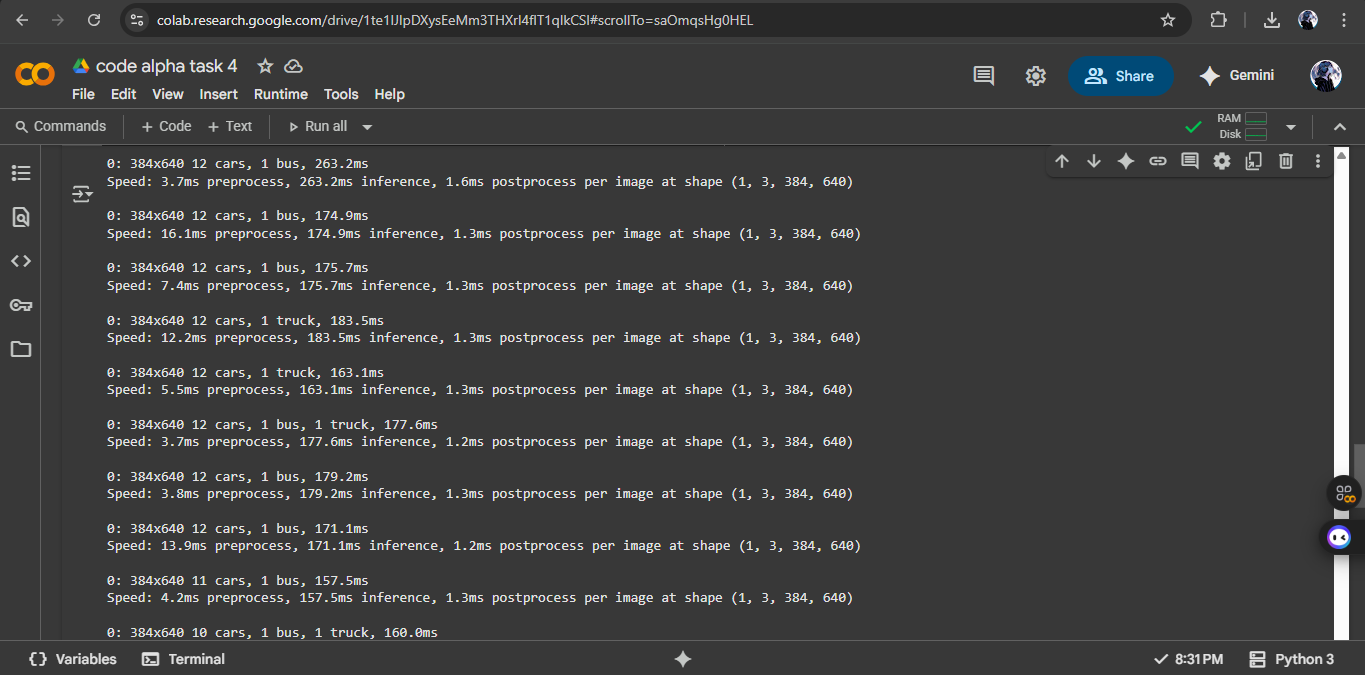 colab.research.google.com/drive/1te1IJlpDXysEeMm3THXrl4fIT1qIkCSl#scrollTo=saOmqsHg0HEL
code alpha task 4
File Edit View Insert Runtime Tools Help
Share
Gemini
Commands + Code + Text Run all
RAM
Disk
0: 384x640 12 cars, 1 bus, 263.2ms
Speed: 3.7ms preprocess, 263.2ms inference, 1.6ms postprocess per image at shape (1, 3, 384, 640)
0: 384x640 12 cars, 1 bus, 174.9ms
Speed: 16.1ms preprocess, 174.9ms inference, 1.3ms postprocess per image at shape (1, 3, 384, 640)
0: 384x640 12 cars, 1 bus, 175.7ms
Speed: 7.4ms preprocess, 175.7ms inference, 1.3ms postprocess per image at shape (1, 3, 384, 640)
0: 384x640 12 cars, 1 truck, 183.5ms
Speed: 12.2ms preprocess, 183.5ms inference, 1.3ms postprocess per image at shape (1, 3, 384, 640)
0: 384x640 12 cars, 1 truck, 163.1ms
Speed: 5.5ms preprocess, 163.1ms inference, 1.3ms postprocess per image at shape (1, 3, 384, 640)
0: 384x640 12 cars, 1 bus, 1 truck, 177.6ms
Speed: 3.7ms preprocess, 177.6ms inference, 1.2ms postprocess per image at shape (1, 3, 384, 640)
0: 384x640 12 cars, 1 bus, 179.2ms
Speed: 3.8ms preprocess, 179.2ms inference, 1.3ms postprocess per image at shape (1, 3, 384, 640)
0: 384x640 12 cars, 1 bus, 171.1ms
Speed: 13.9ms preprocess, 171.1ms inference, 1.2ms postprocess per image at shape (1, 3, 384, 640)
0: 384x640 11 cars, 1 bus, 157.5ms
Speed: 4.2ms preprocess, 157.5ms inference, 1.3ms postprocess per image at shape (1, 3, 384, 640)
0: 384x640 10 cars, 1 bus, 1 truck, 160.0ms
Variables Terminal 8:31 PM Python 3